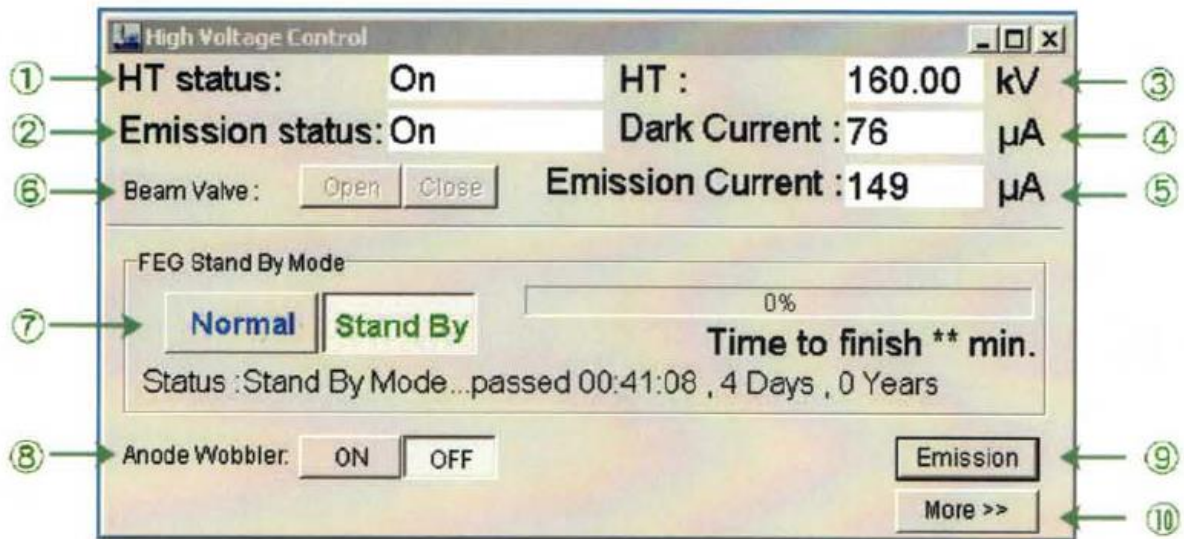 High Voltage Control
① HT status: On HT : 160.00 kV ③
② Emission status: On Dark Current : 76 µA ④
⑥ Beam Valve : Open Close Emission Current : 149 µA ⑤
FEG Stand By Mode
⑦ Normal Stand By 0%
Time to finish ** min.
Status :Stand By Mode...passed 00:41:08 , 4 Days , 0 Years
⑧ Anode Wobbler: ON OFF Emission ⑨
More >> ⑩